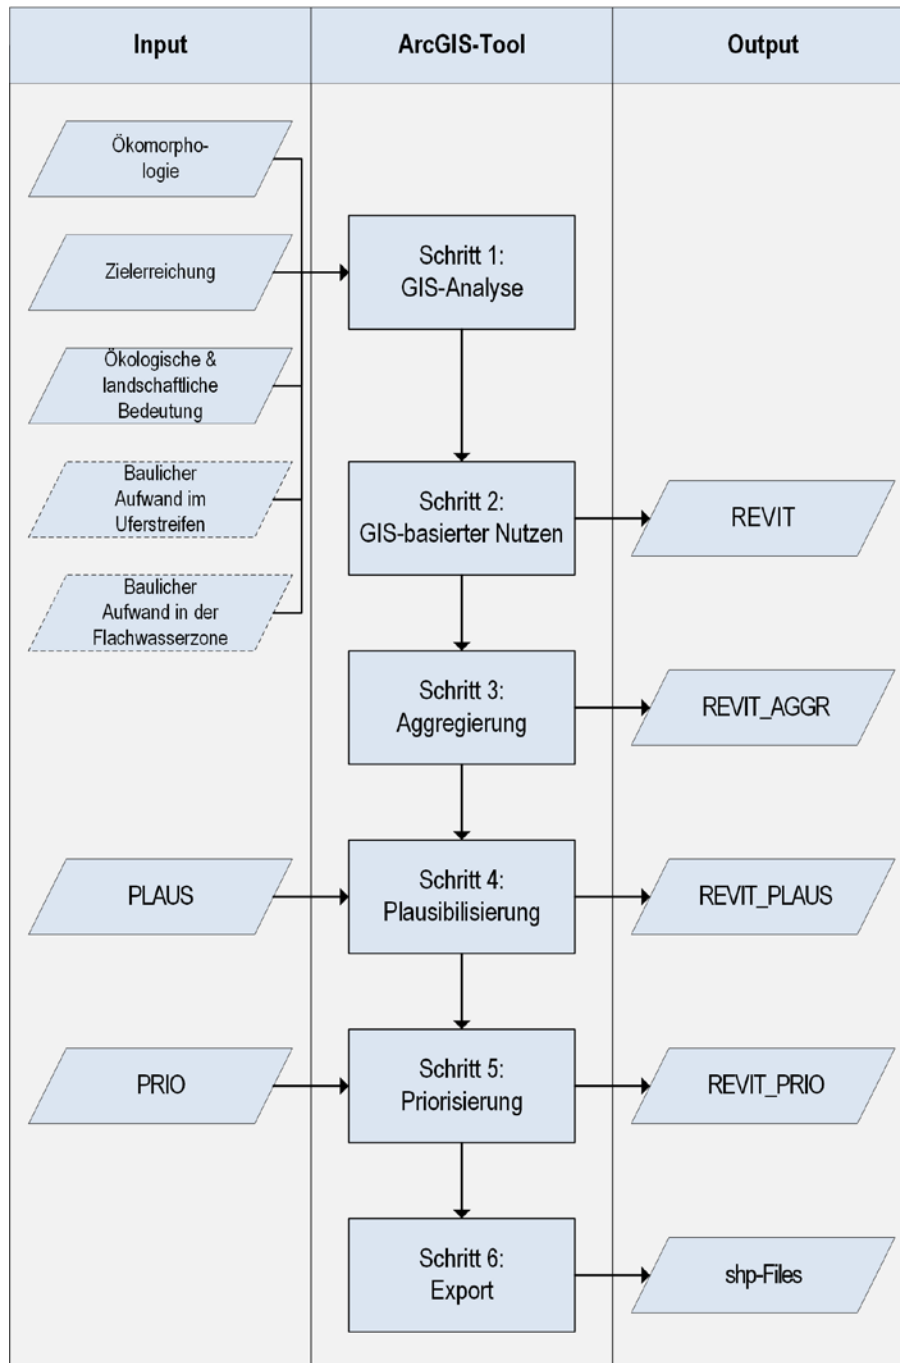 Input
ArcGIS-Tool
Output
Ökomorpho-
logie
Zielerreichung
Schritt 1:
GIS-Analyse
Ökologische &
landschaftliche
Bedeutung
Baulicher
Aufwand im
Uferstreifen
Schritt 2:
GIS-basierter Nutzen
REVIT
Baulicher
Aufwand in der
Flachwasserzone
Schritt 3:
Aggregierung
REVIT_AGGR
PLAUS
Schritt 4:
Plausibilisierung
REVIT_PLAUS
PRIO
Schritt 5:
Priorisierung
REVIT_PRIO
Schritt 6:
Export
shp-Files